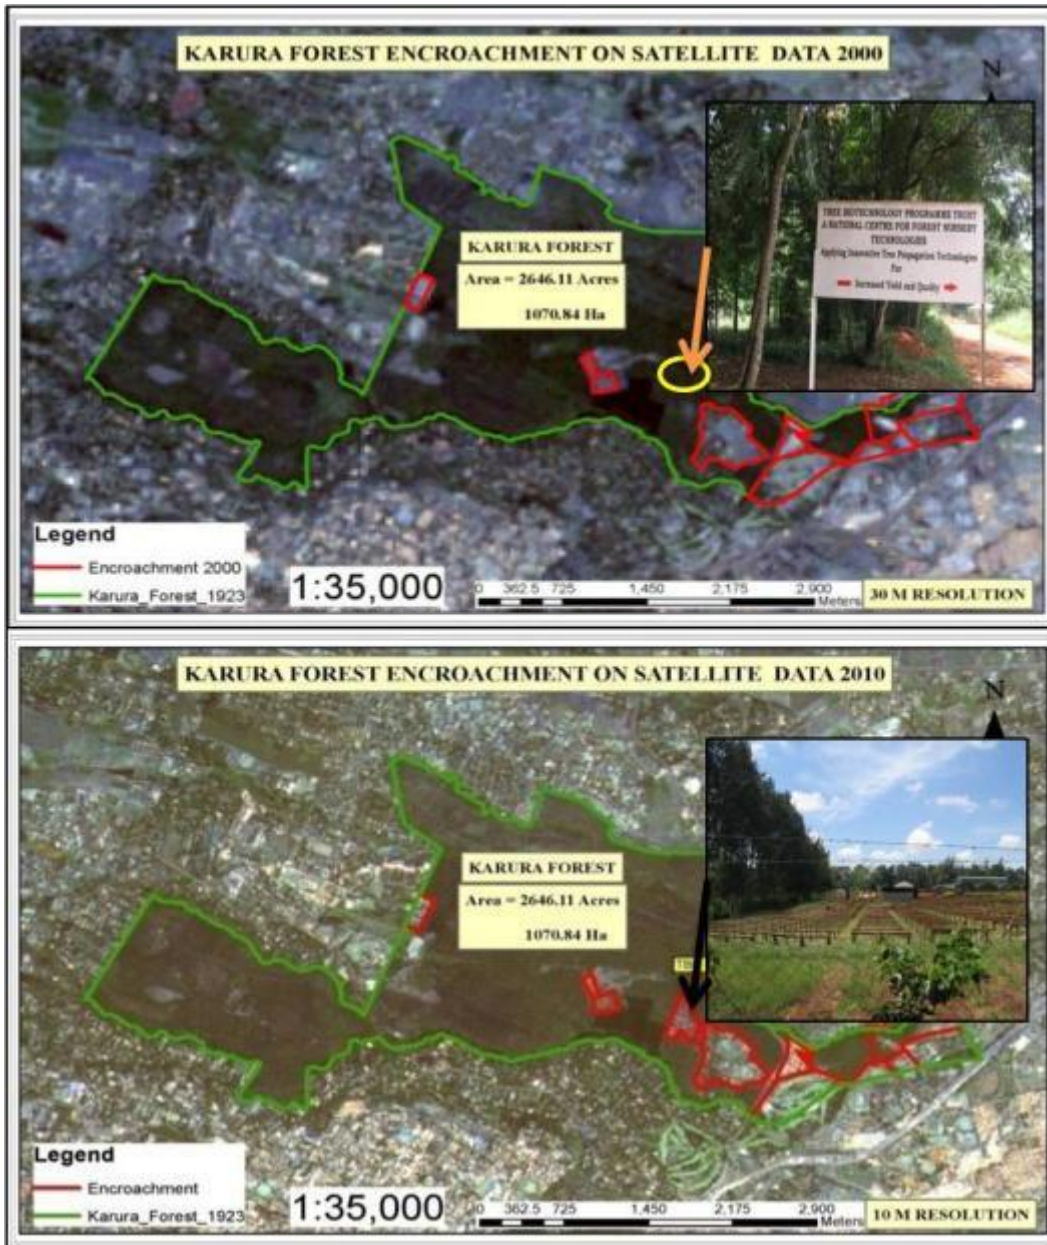 KARURA FOREST ENCROACHMENT ON SATELLITE DATA 2000
N
TREE BIOTECHNOLOGY PROGRAMME TRUST
A NATIONAL CENTRE FOR FOREST NURSERY
TECHNOLOGIES
Applying Innovative Tree Propagation Technologies
For
Increased Yield and Quality
KARURA FOREST
Area = 2646.11 Acres
1070.84 Ha
Legend
Encroachment 2000
Karura_Forest_1923
1:35,000
0 362.5 725 1,450 2,175 2,900
Meters
30 M RESOLUTION
KARURA FOREST ENCROACHMENT ON SATELLITE DATA 2010
N
KARURA FOREST
Area = 2646.11 Acres
1070.84 Ha
Legend
Encroachment
Karura_Forest_1923
1:35,000
0 362.5 725 1,450 2,175 2,900
Meters
10 M RESOLUTION